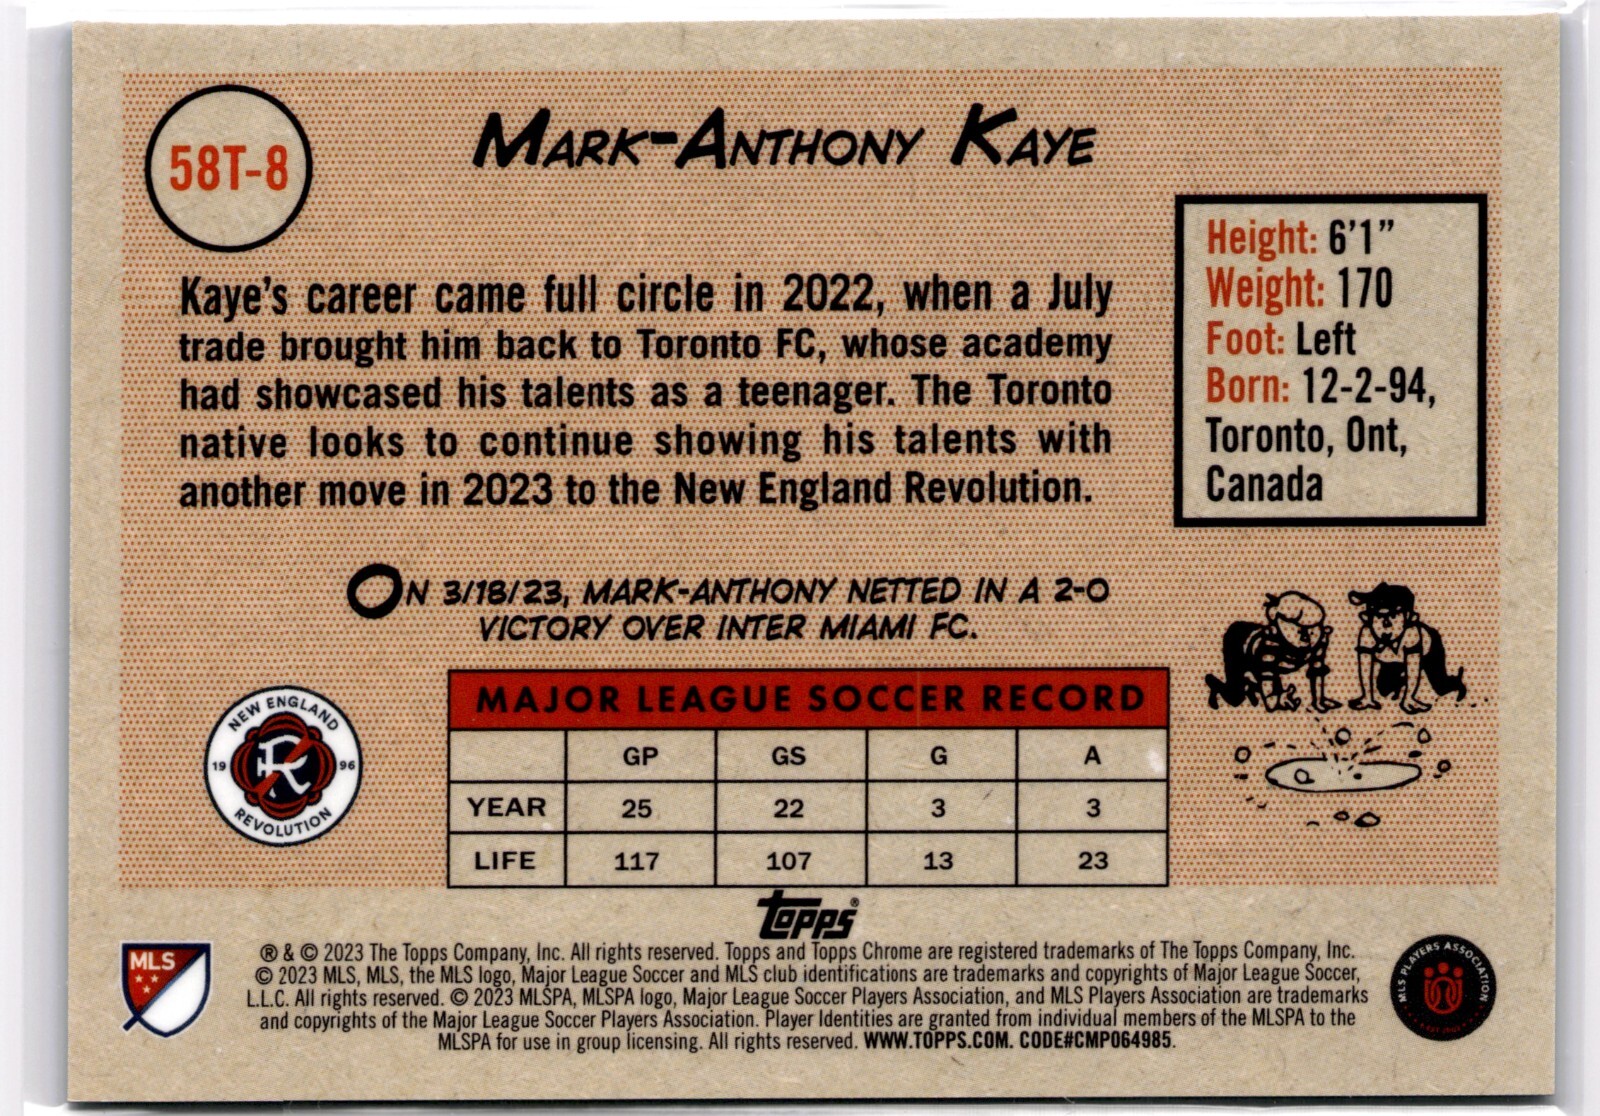 58T-8
MARK-ANTHONY KAYE
Height: 6'1"
Weight: 170
Foot: Left
Born: 12-2-94,
Toronto, Ont,
Canada
Kaye's career came full circle in 2022, when a July
trade brought him back to Toronto FC, whose academy
had showcased his talents as a teenager. The Toronto
native looks to continue showing his talents with
another move in 2023 to the New England Revolution.
ON 3/18/23, MARK-ANTHONY NETTED IN A 2-0
VICTORY OVER INTER MIAMI FC.
NEW ENGLAND
19 96
REVOLUTION
MAJOR LEAGUE SOCCER RECORD
GP GS G A
YEAR 25 22 3 3
LIFE 117 107 13 23
topps®
MLS
® & © 2023 The Topps Company, Inc. All rights reserved. Topps and Topps Chrome are registered trademarks of The Topps Company, Inc.
© 2023 MLS, MLS, the MLS logo, Major League Soccer and MLS club identifications are trademarks and copyrights of Major League Soccer,
L.L.C. All rights reserved. © 2023 MLSPA, MLSPA logo, Major League Soccer Players Association, and MLS Players Association are trademarks
and copyrights of the Major League Soccer Players Association. Player Identities are granted from individual members of the MLSPA to the
MLSPA for use in group licensing. All rights reserved. WWW.TOPPS.COM. CODE#CMP064985.
MLS PLAYERS ASSOCIATION